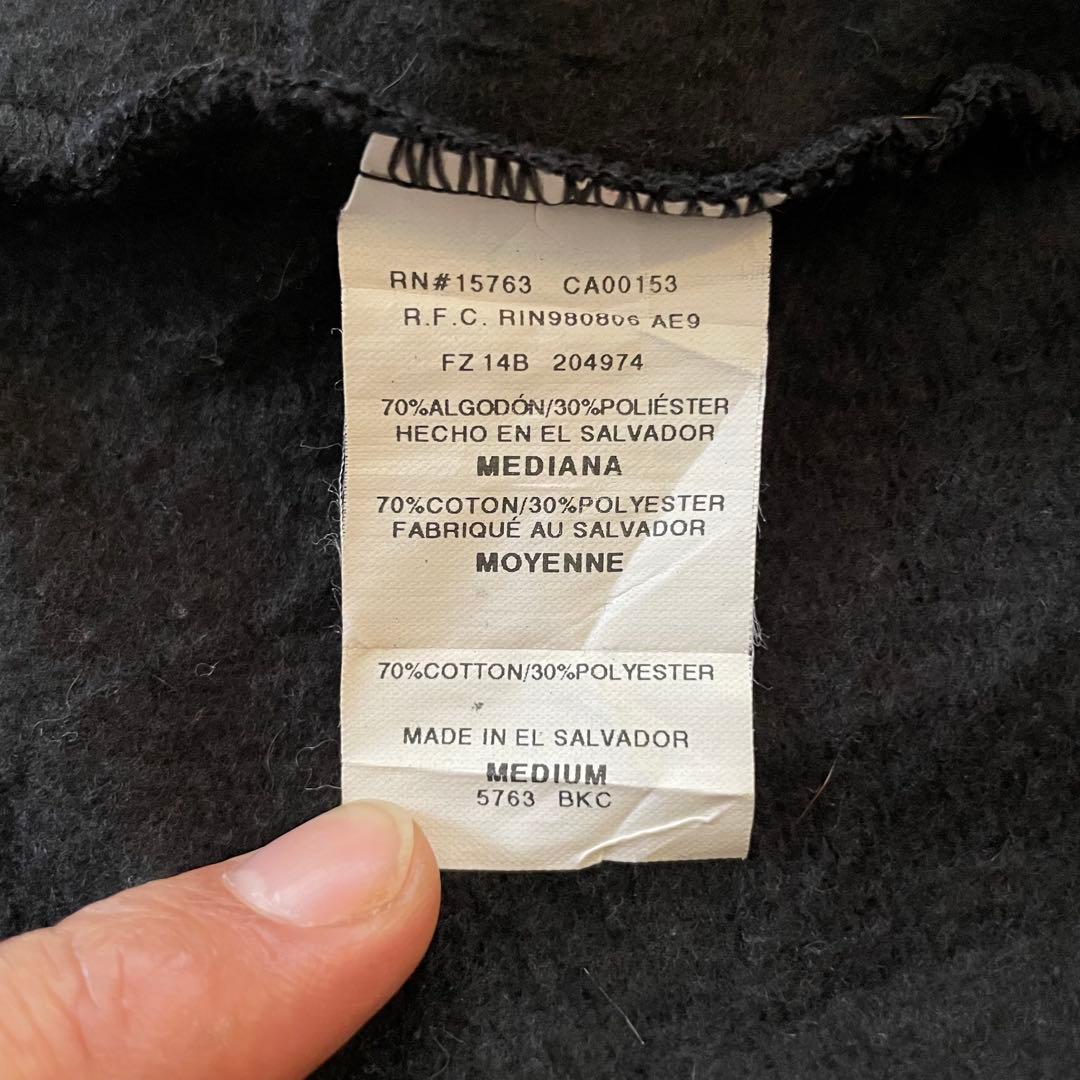 RN#15763 CA00153
R.F.C. RIN980806 AE9
FZ 14B 204974
70%ALGODÓN/30%POLIÉSTER
HECHO EN EL SALVADOR
MEDIANA
70%COTON/30%POLYESTER
FABRIQUÉ AU SALVADOR
MOYENNE
70%COTTON/30%POLYESTER
MADE IN EL SALVADOR
MEDIUM
5763 BKC